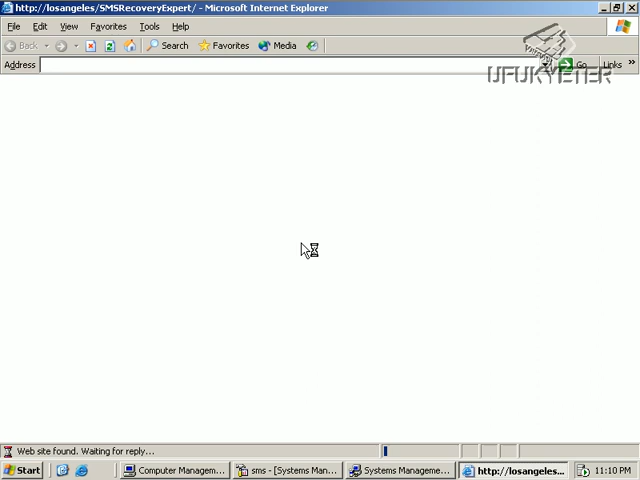 http://losangeles/SMSRecoveryExpert/ - Microsoft Internet Explorer
File Edit View Favorites Tools Help
Back Search Favorites Media
Address Go Links »
UFUKYETER
Web site found. Waiting for reply...
Start Computer Managem... sms - [Systems Man... Systems Manageme... http://losangeles... 11:10 PM